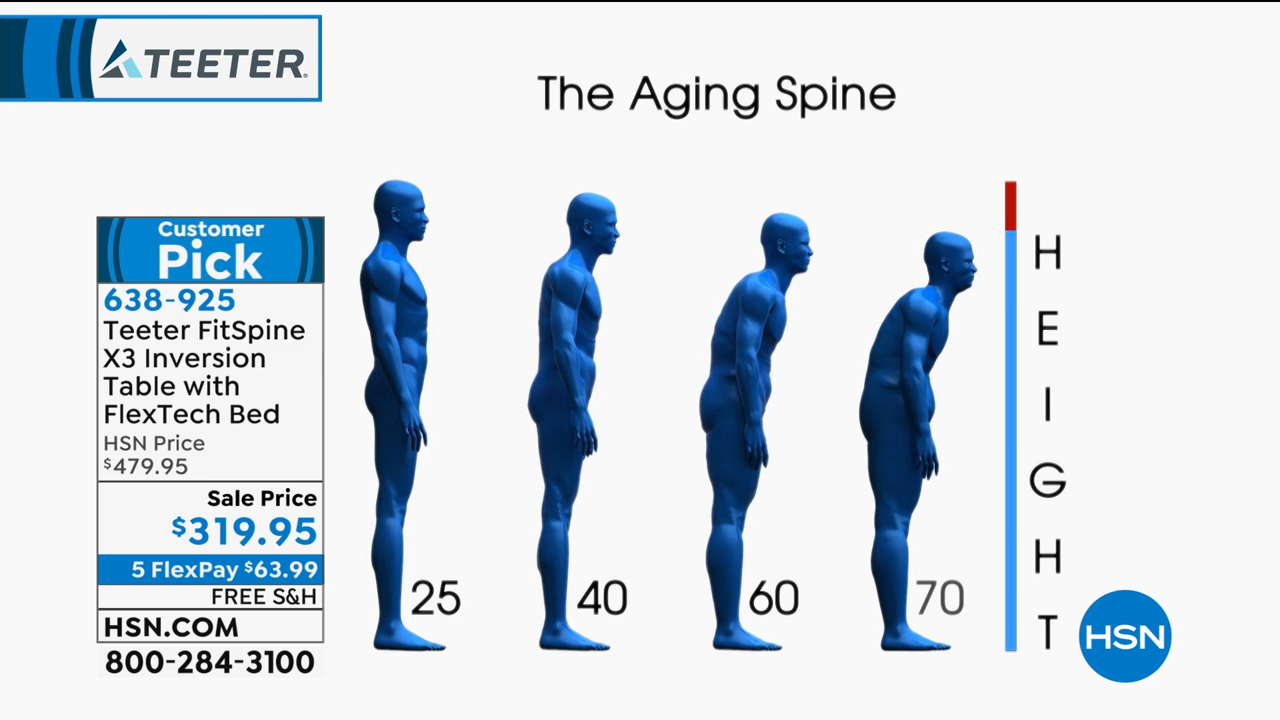 TEETER
The Aging Spine
Customer
Pick
638-925
Teeter FitSpine
X3 Inversion
Table with
FlexTech Bed
HSN Price
$479.95
Sale Price
$319.95
5 FlexPay $63.99
FREE S&H
HSN.COM
800-284-3100
25
40
60
70
H
E
I
G
H
T
HSN